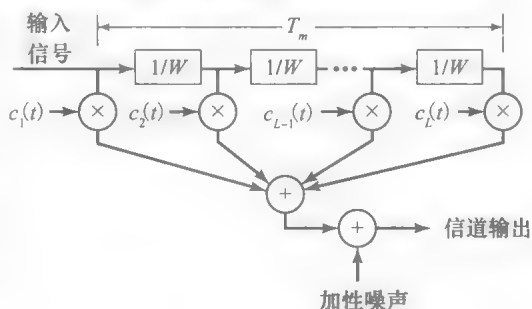 输入
信号
T_m
1/W
1/W
...
1/W
c_1(t)
×
c_2(t)
×
c_{L-1}(t)
×
c_L(t)
×
+
+
信道输出
加性噪声